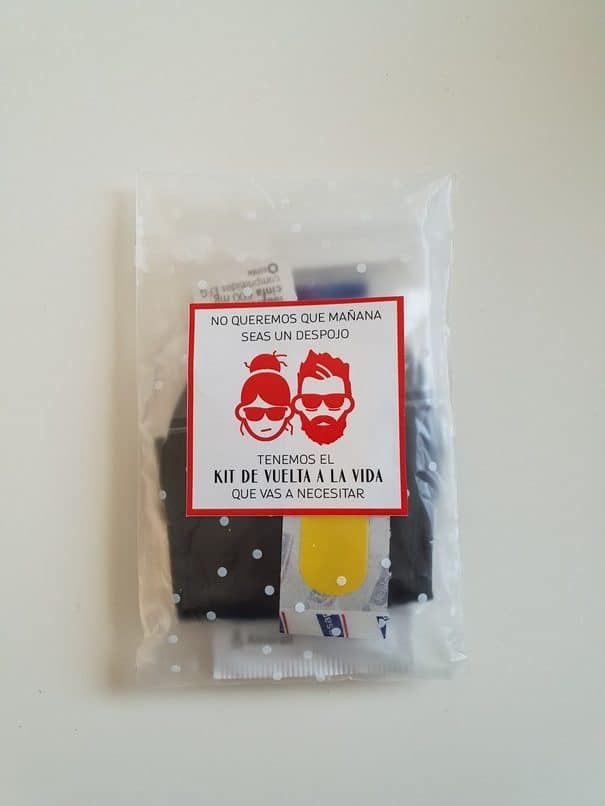 NO QUEREMOS QUE MAÑANA
SEAS UN DESPOJO
TENEMOS EL
KIT DE VUELTA A LA VIDA
QUE VAS A NECESITAR